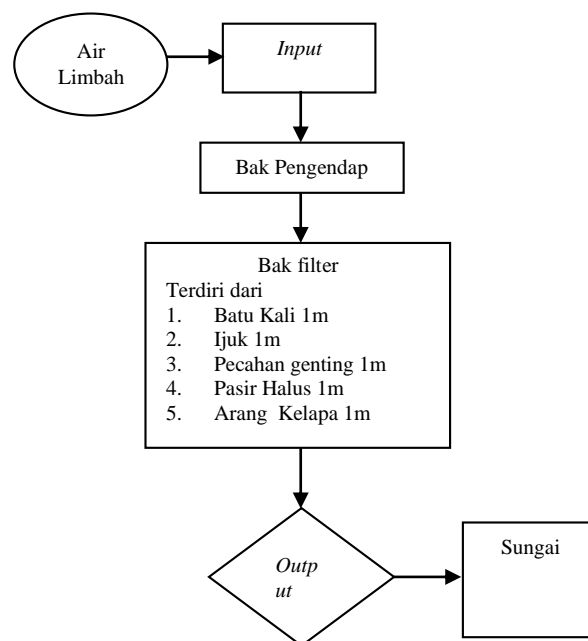 Air
Limbah
Input
Bak Pengendap
Bak filter
Terdiri dari
1. Batu Kali 1m
2. Ijuk 1m
3. Pecahan genting 1m
4. Pasir Halus 1m
5. Arang Kelapa 1m
Outp
ut
Sungai